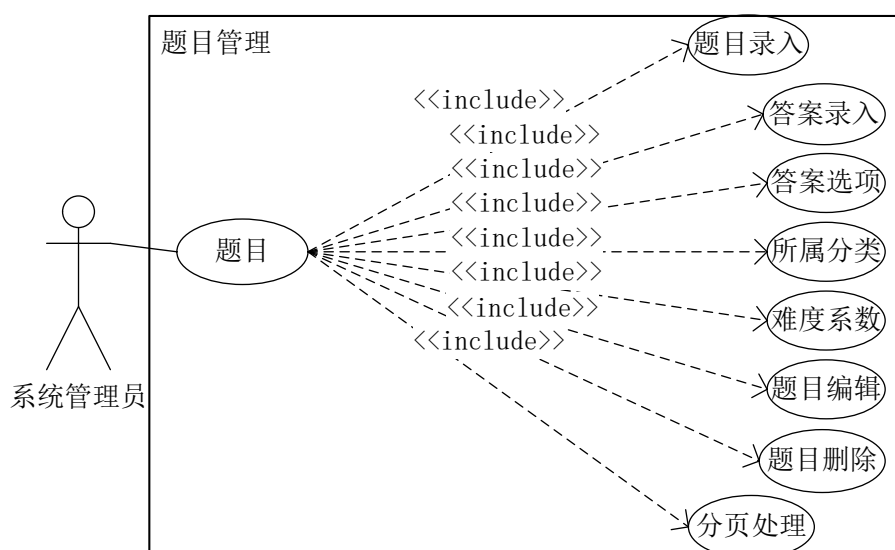 题目管理
题目录入
<<include>>
答案录入
<<include>>
<<include>>
答案选项
<<include>>
<<include>>
题目
所属分类
<<include>>
<<include>>
难度系数
<<include>>
题目编辑
系统管理员
题目删除
分页处理